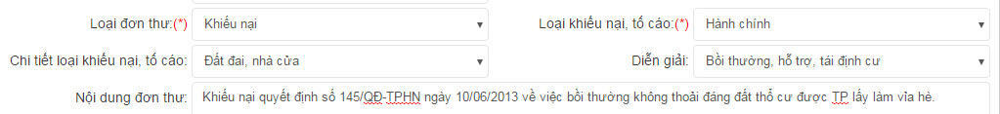 Loại đơn thư:(*) Khiếu nại Loại khiếu nại, tố cáo:(*) Hành chính
Chi tiết loại khiếu nại, tố cáo: Đất đai, nhà cửa Diễn giải: Bồi thường, hỗ trợ, tái định cư
Nội dung đơn thư: Khiếu nại quyết định số 145/QĐ-TPHN ngày 10/06/2013 về việc bồi thường không thoải đáng đất thổ cư được TP lấy làm vỉa hè.